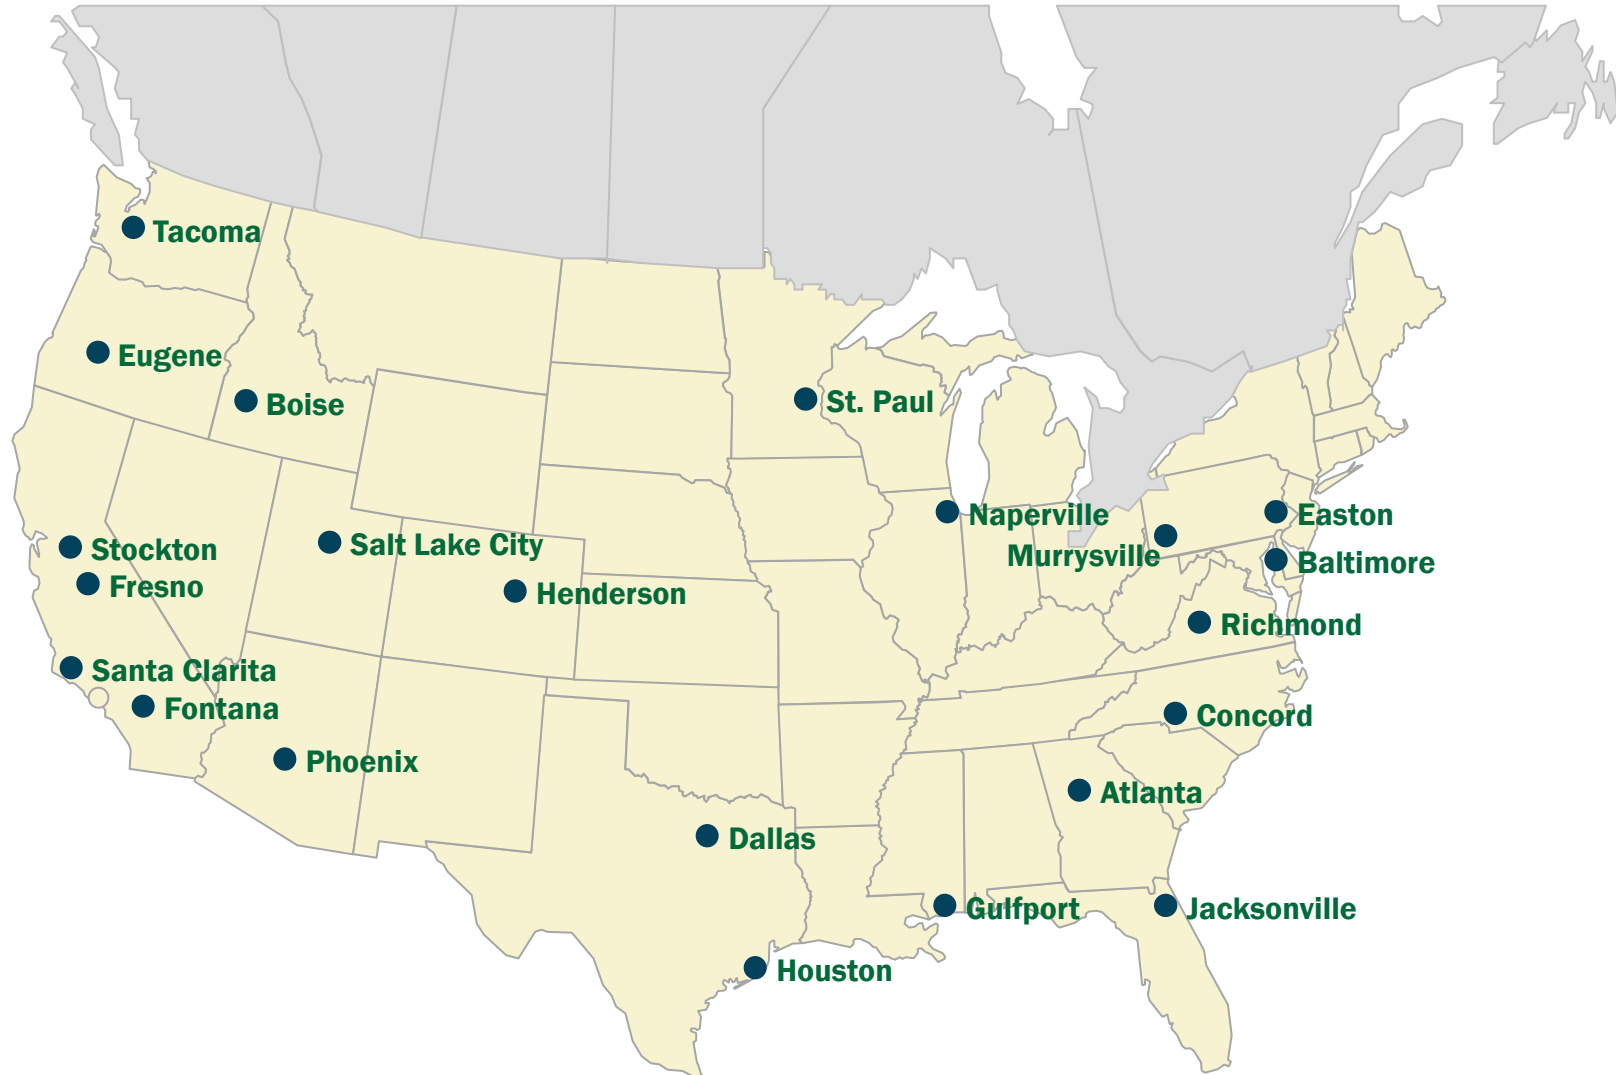 Tacoma
Eugene
Boise
St. Paul
Naperville
Easton
Stockton
Salt Lake City
Murrysville
Baltimore
Fresno
Henderson
Richmond
Santa Clarita
Fontana
Concord
Phoenix
Atlanta
Dallas
Gulfport
Jacksonville
Houston